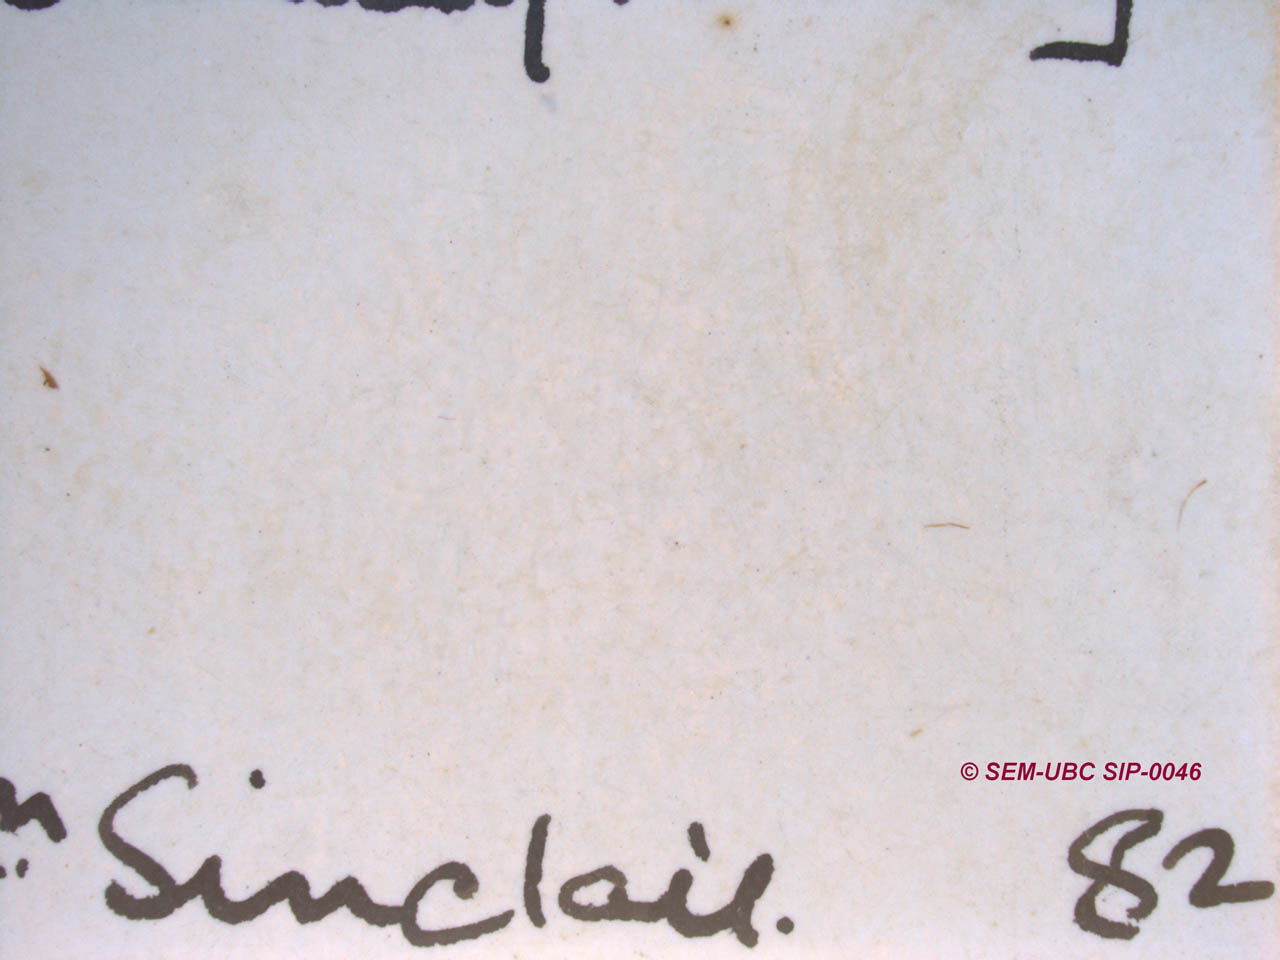 © SEM-UBC SIP-0046
Sinclair. 82